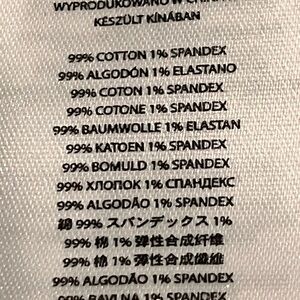 WYPRODUKOWANO W
KÉSZÜLT KÍNÁBAN
99% COTTON 1% SPANDEX
99% ALGODÓN 1% ELASTANO
99% COTON 1% SPANDEX
99% COTONE 1% SPANDEX
99% BAUMWOLLE 1% ELASTAN
99% KATOEN 1% SPANDEX
99% BOMULD 1% SPANDEX
99% ХЛОПОК 1% СПАНДЕКС
99% ALGODÃO 1% SPANDEX
綿 99% スパンデックス 1%
99% 棉 1% 弹性合成纤维
99% 棉 1% 彈性合成纖維
99% ALGODÃO 1% SPANDEX
99% BAVLNA 1% SPANDEX